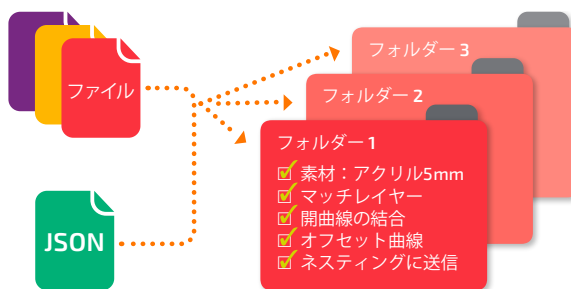 ファイル
JSON
フォルダー 3
フォルダー 2
フォルダー 1
素材：アクリル5mm
マッチレイヤー
開曲線の結合
オフセット曲線
ネスティングに送信